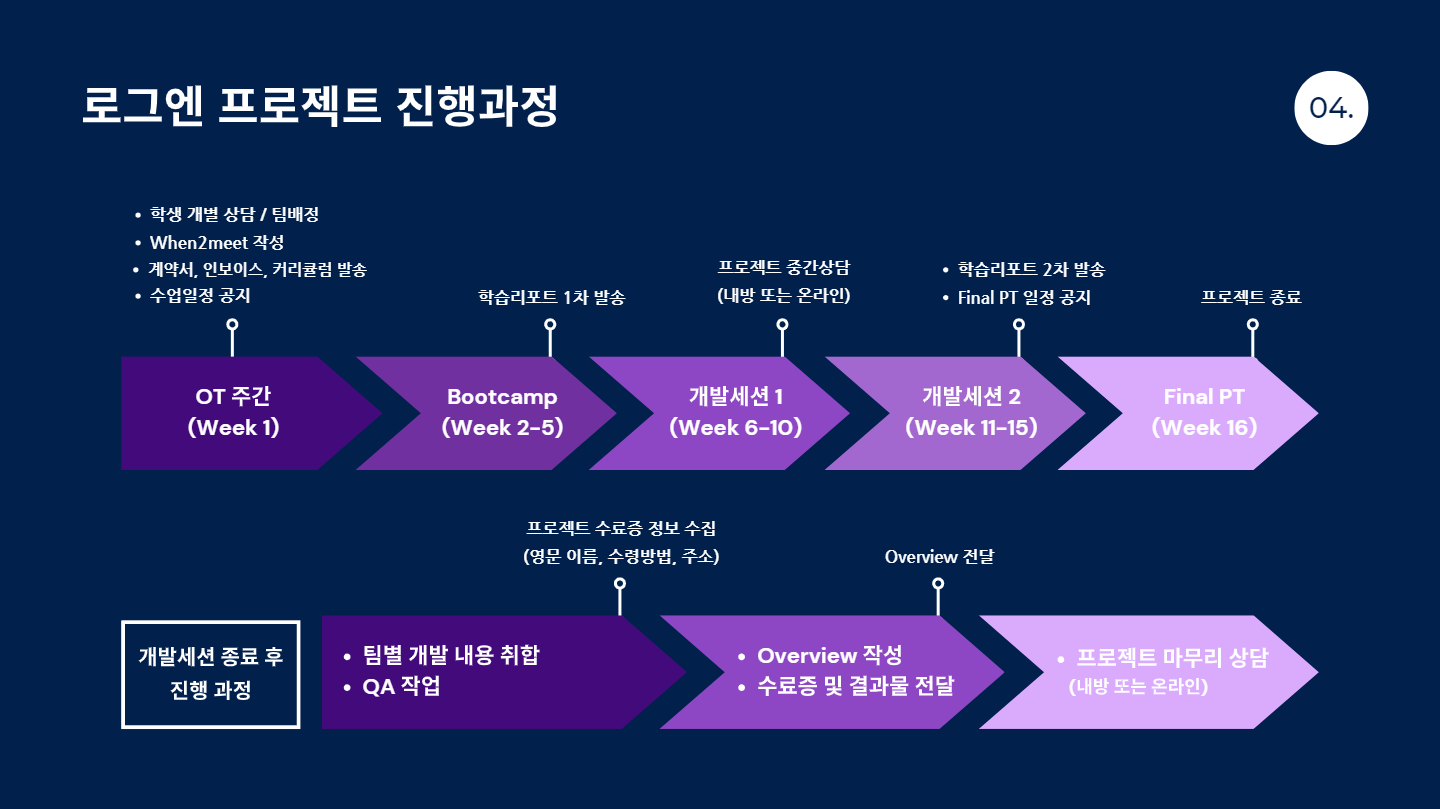 로그엔 프로젝트 진행과정
04.
• 학생 개별 상담 / 팀배정
• When2meet 작성
• 계약서, 인보이스, 커리큘럼 발송
• 수업일정 공지
학습리포트 1차 발송
프로젝트 중간상담
(내방 또는 온라인)
• 학습리포트 2차 발송
• Final PT 일정 공지
프로젝트 종료
OT 주간
(Week 1)
Bootcamp
(Week 2-5)
개발세션 1
(Week 6-10)
개발세션 2
(Week 11-15)
Final PT
(Week 16)
프로젝트 수료증 정보 수집
(영문 이름, 수령방법, 주소)
Overview 전달
개발세션 종료 후
진행 과정
• 팀별 개발 내용 취합
• QA 작업
• Overview 작성
• 수료증 및 결과물 전달
• 프로젝트 마무리 상담
(내방 또는 온라인)